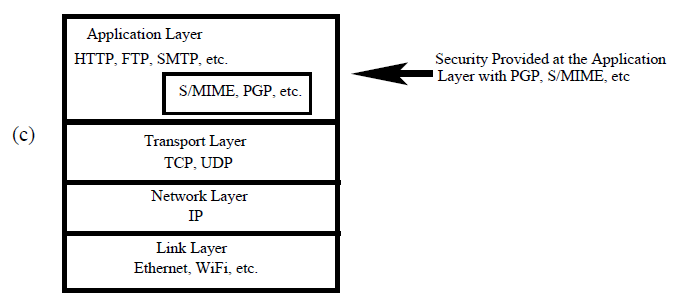 Application Layer
HTTP, FTP, SMTP, etc.
S/MIME, PGP, etc.
Security Provided at the Application
Layer with PGP, S/MIME, etc
(c)
Transport Layer
TCP, UDP
Network Layer
IP
Link Layer
Ethernet, WiFi, etc.